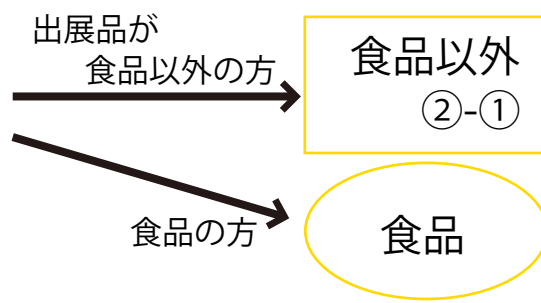 出展品が
食品以外の方
食品以外
②-①
食品の方
食品